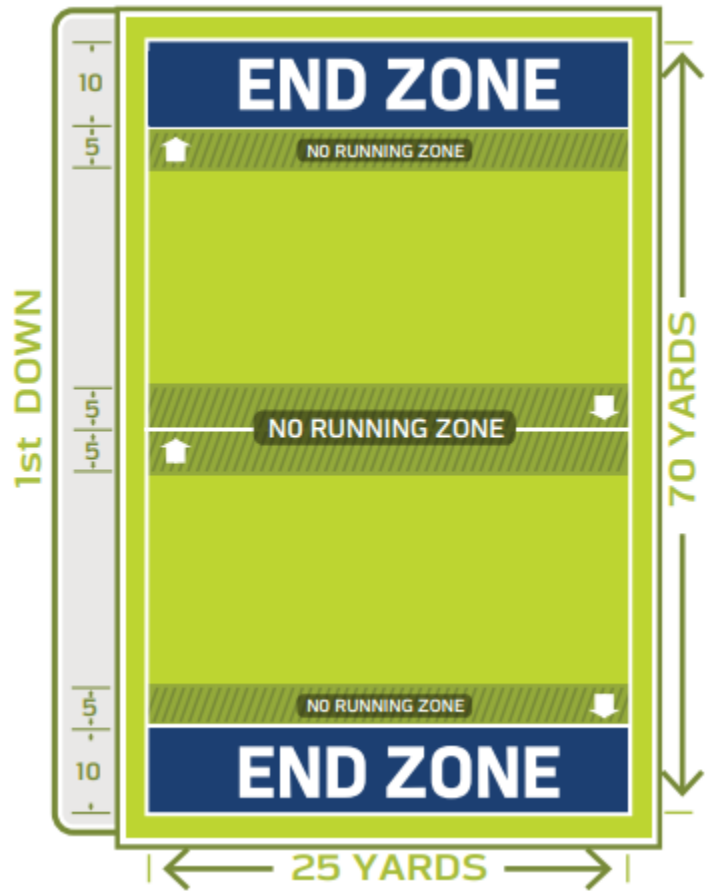 END ZONE
10
5
NO RUNNING ZONE
1st DOWN
70 YARDS
5
NO RUNNING ZONE
5
5
NO RUNNING ZONE
10
END ZONE
25 YARDS